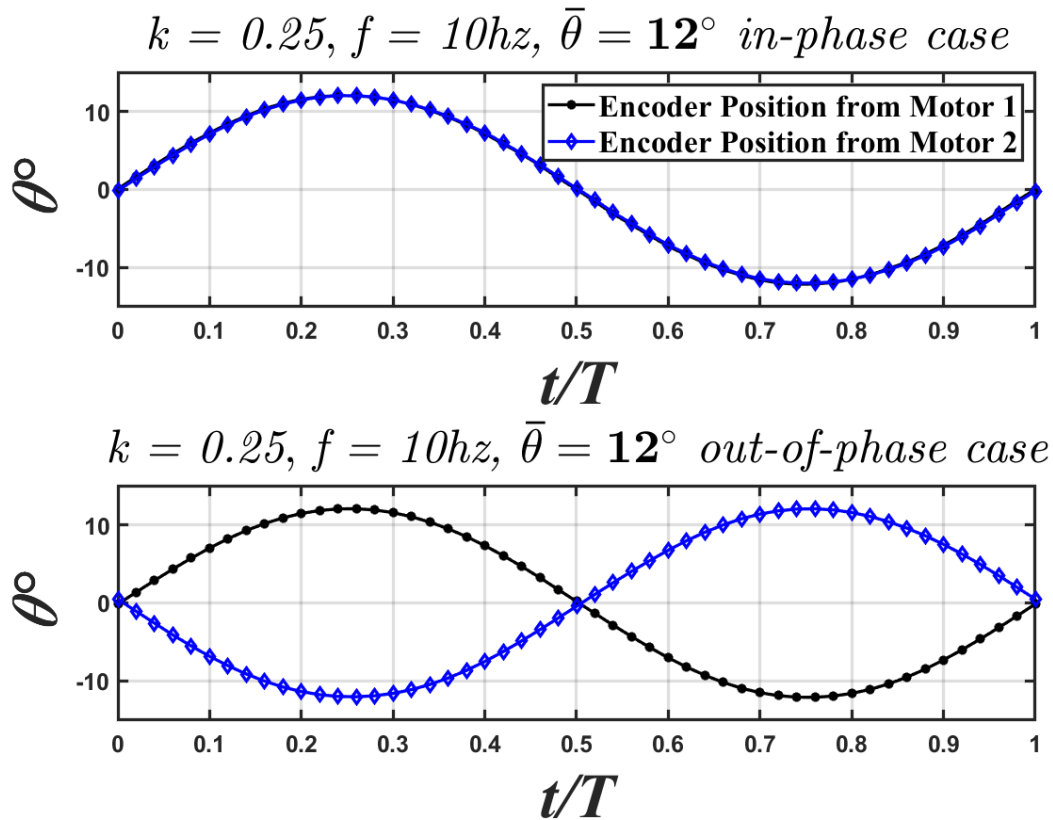 k = 0.25, f = 10hz, θ̄ = 12° in-phase case
Encoder Position from Motor 1
Encoder Position from Motor 2
10
0
-10
θ°
0 0.1 0.2 0.3 0.4 0.5 0.6 0.7 0.8 0.9 1
t/T
k = 0.25, f = 10hz, θ̄ = 12° out-of-phase case
10
0
-10
θ°
0 0.1 0.2 0.3 0.4 0.5 0.6 0.7 0.8 0.9 1
t/T